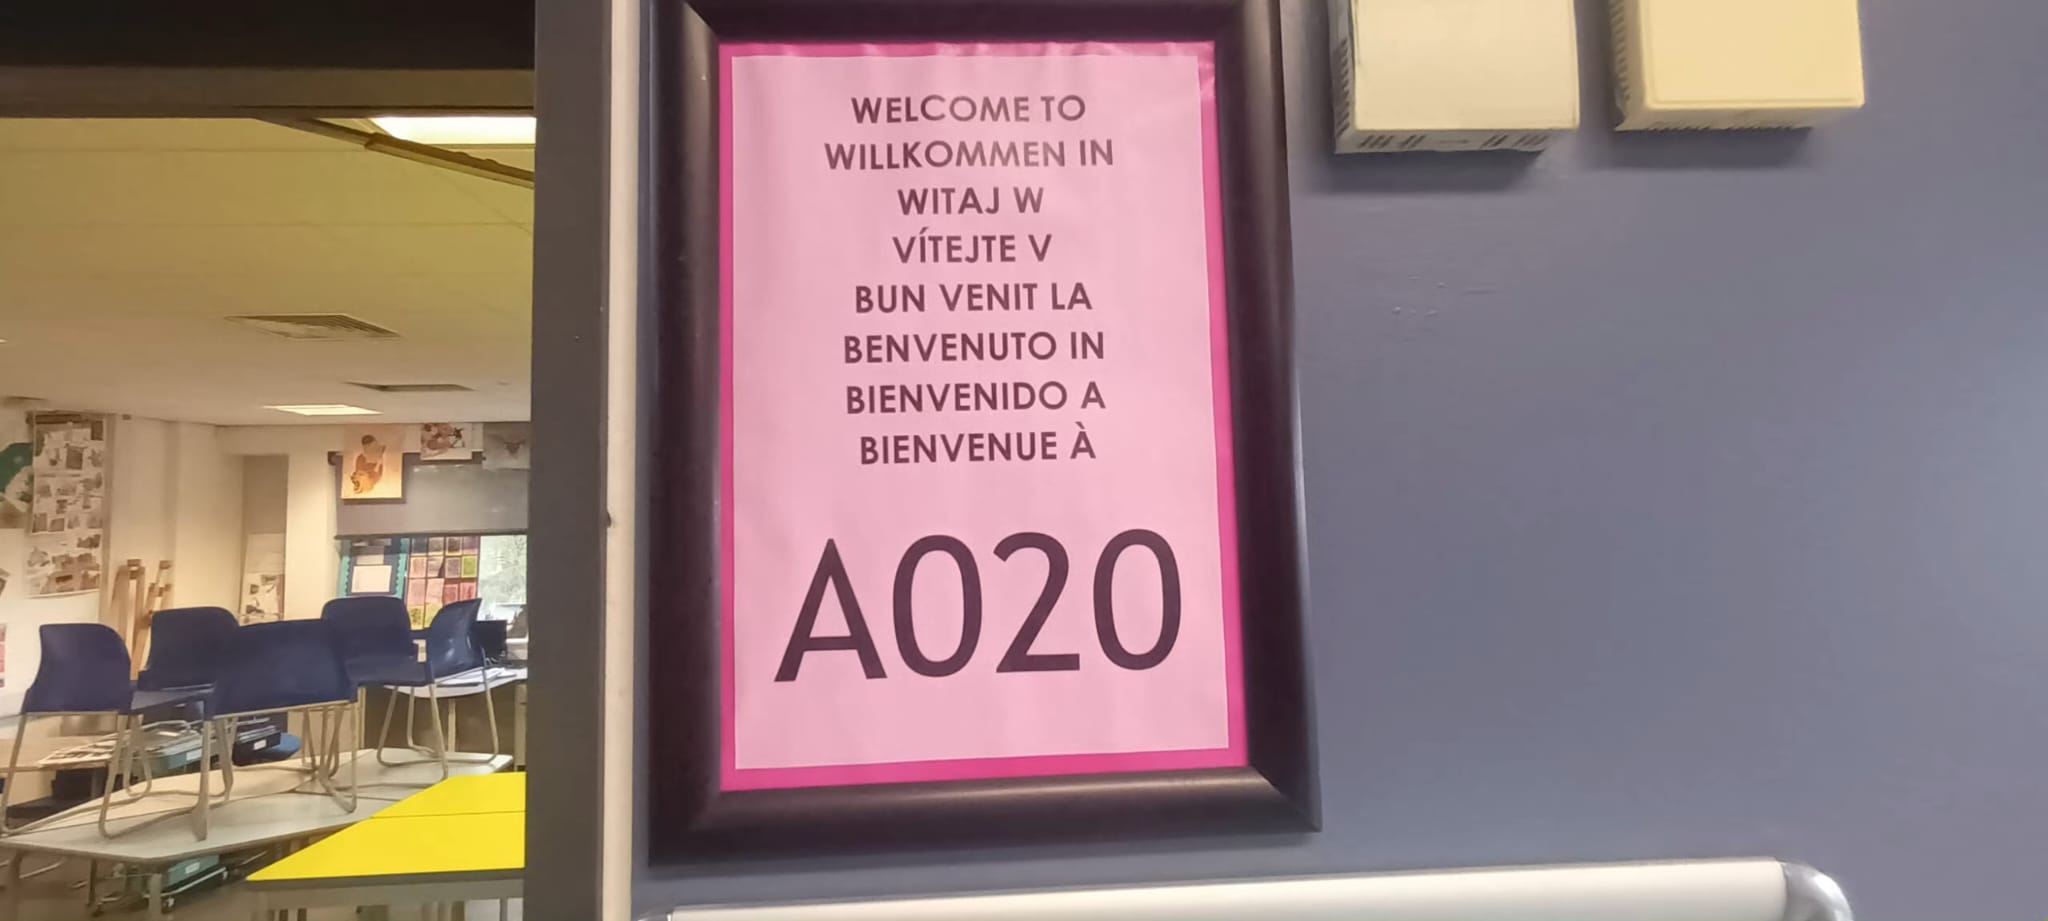 WELCOME TO
WILLKOMMEN IN
WITAJ W
VÍTEJTE V
BUN VENIT LA
BENVENUTO IN
BIENVENIDO A
BIENVENUE À
A020